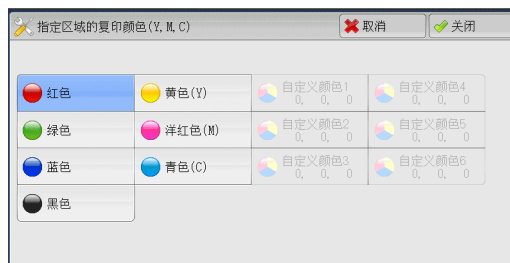 指定区域的复印颜色(Y,M,C)
取消
关闭
红色
黄色(Y)
自定义颜色1
0, 0, 0
自定义颜色4
0, 0, 0
绿色
洋红色(M)
自定义颜色2
0, 0, 0
自定义颜色5
0, 0, 0
蓝色
青色(C)
自定义颜色3
0, 0, 0
自定义颜色6
0, 0, 0
黑色